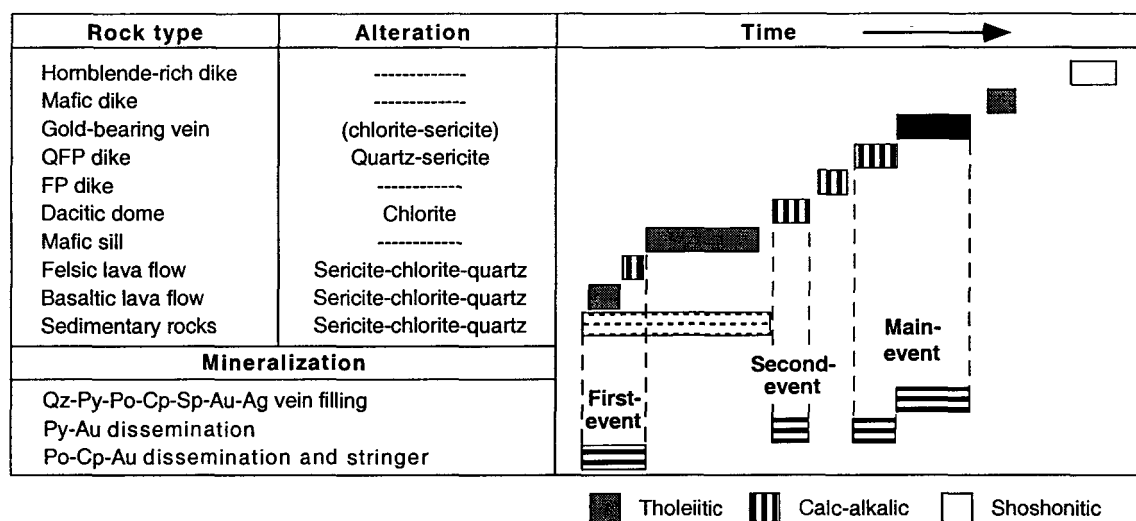 Rock type Alteration Time
Hornblende-rich dike ------------
Mafic dike ------------
Gold-bearing vein (chlorite-sericite)
QFP dike Quartz-sericite
FP dike ------------
Dacitic dome Chlorite
Mafic sill ------------
Felsic lava flow Sericite-chlorite-quartz
Basaltic lava flow Sericite-chlorite-quartz
Sedimentary rocks Sericite-chlorite-quartz
Main-
event
Second-
event
First-
event
Mineralization
Qz-Py-Po-Cp-Sp-Au-Ag vein filling
Py-Au dissemination
Po-Cp-Au dissemination and stringer
Tholeiitic Calc-alkalic Shoshonitic